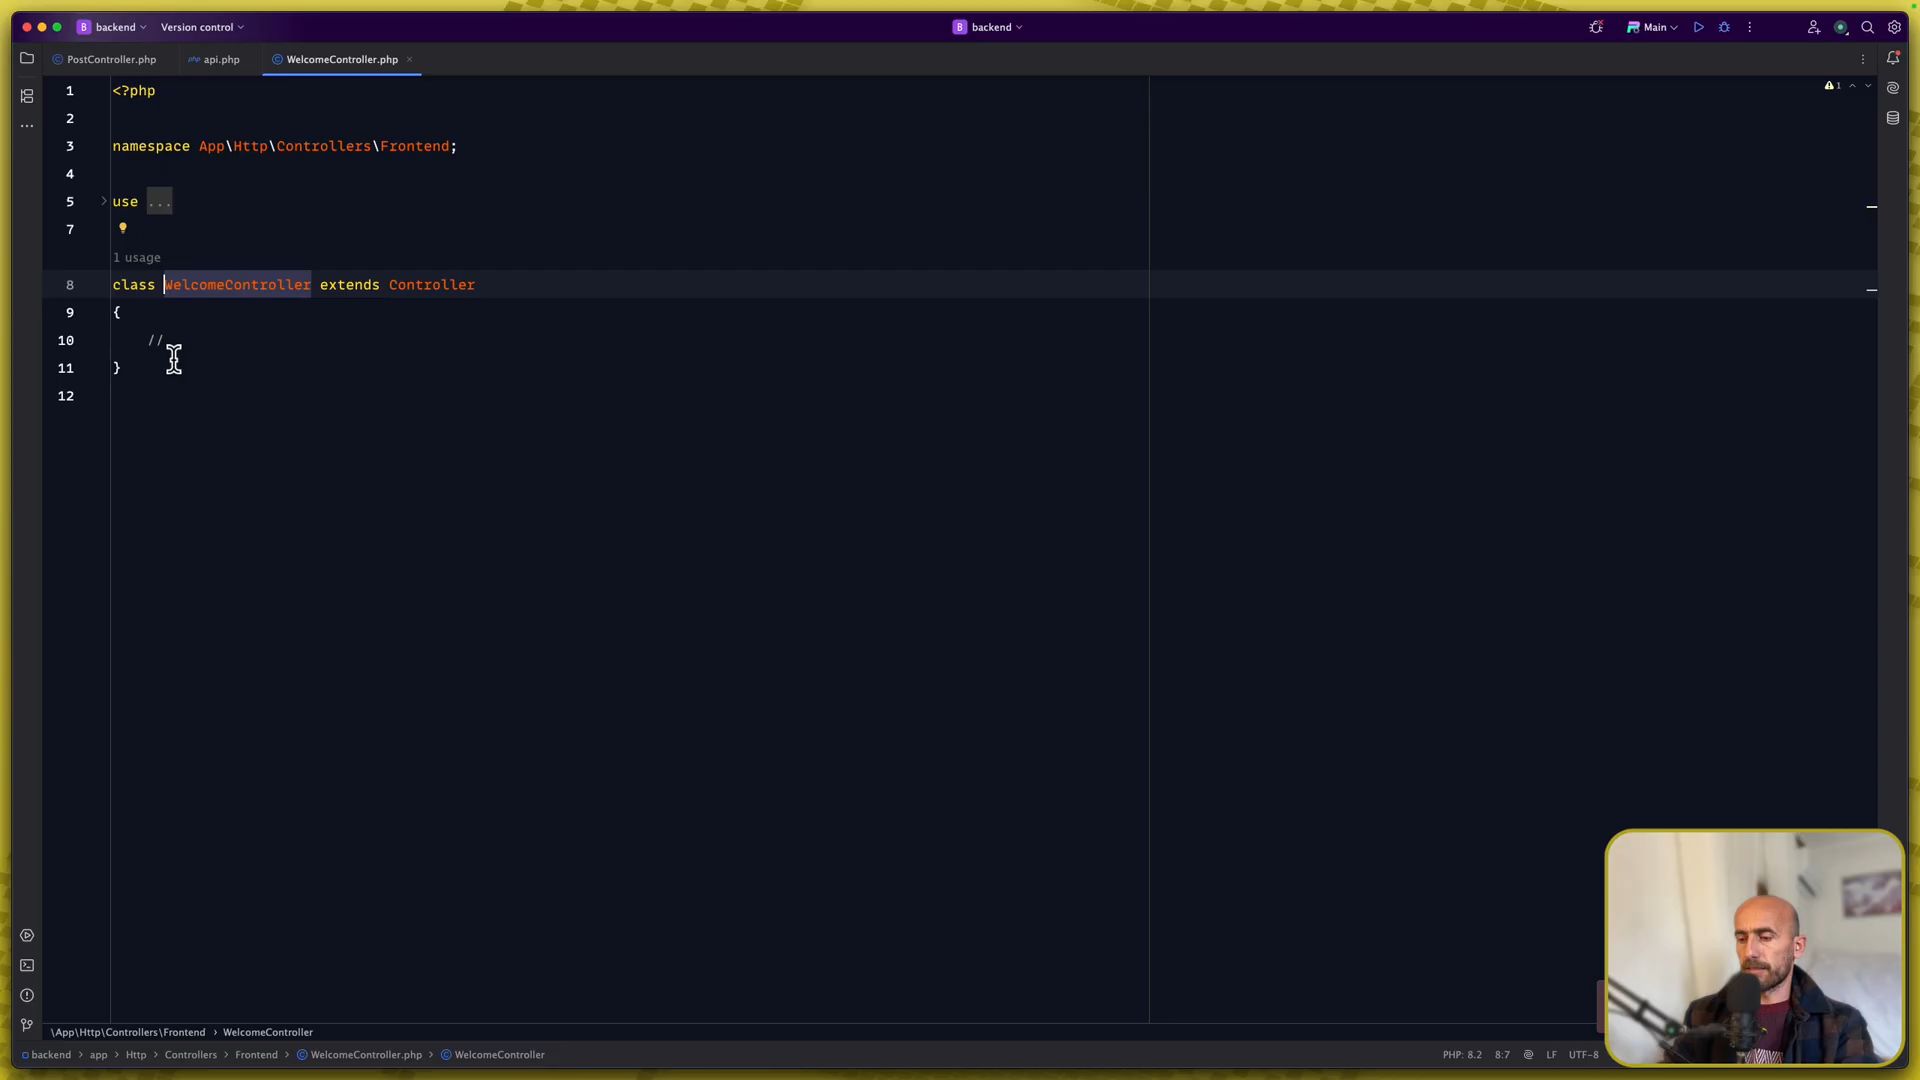 B backend Version control
B backend
Main
PostController.php
php api.php
WelcomeController.php
1 <?php
2
3 namespace App\Http\Controllers\Frontend;
4
5 use ...
7
1 usage
8 class WelcomeController extends Controller
9 {
10 //
11 }
12
1
\App\Http\Controllers\Frontend › WelcomeController
backend › app › Http › Controllers › Frontend › WelcomeController.php › WelcomeController
PHP: 8.2 8:7 LF UTF-8